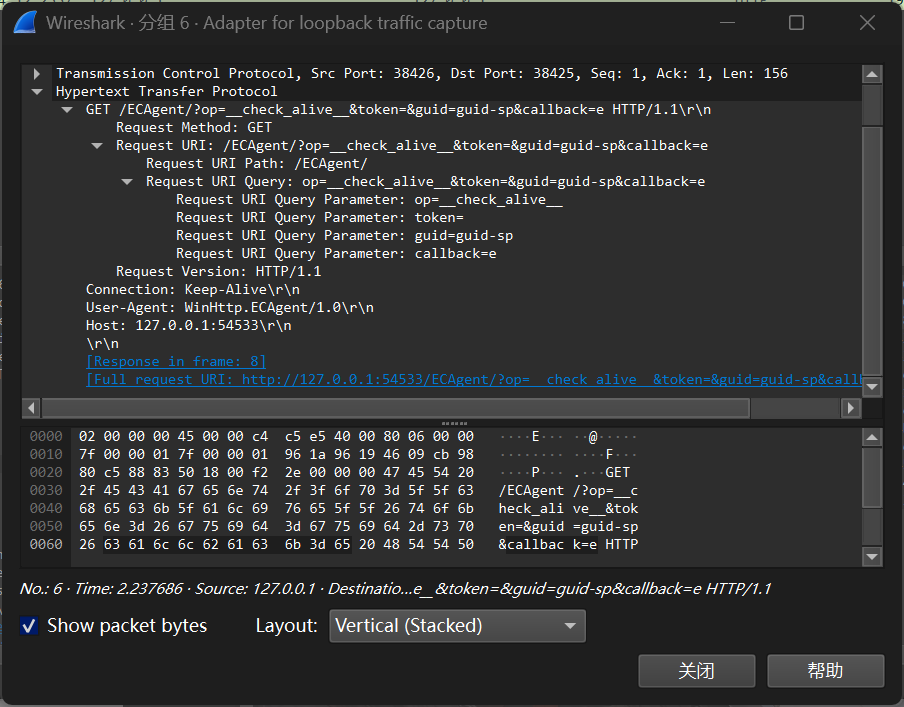 Wireshark · 分组 6 · Adapter for loopback traffic capture
Transmission Control Protocol, Src Port: 38426, Dst Port: 38425, Seq: 1, Ack: 1, Len: 156
Hypertext Transfer Protocol
GET /ECAgent/?op=__check_alive__&token=&guid=guid-sp&callback=e HTTP/1.1\r\n
Request Method: GET
Request URI: /ECAgent/?op=__check_alive__&token=&guid=guid-sp&callback=e
Request URI Path: /ECAgent/
Request URI Query: op=__check_alive__&token=&guid=guid-sp&callback=e
Request URI Query Parameter: op=__check_alive__
Request URI Query Parameter: token=
Request URI Query Parameter: guid=guid-sp
Request URI Query Parameter: callback=e
Request Version: HTTP/1.1
Connection: Keep-Alive\r\n
User-Agent: WinHttp.ECAgent/1.0\r\n
Host: 127.0.0.1:54533\r\n
\r\n
[Response in frame: 8]
[Full request URI: http://127.0.0.1:54533/ECAgent/?op=__check_alive__&token=&guid=guid-sp&call
0000 02 00 00 00 45 00 00 c4 c5 e5 40 00 80 06 00 00 ····E··· ··@·····
0010 7f 00 00 01 7f 00 00 01 96 1a 96 19 46 09 cb 98 ········ ····F···
0020 80 c5 88 83 50 18 00 f2 2e 00 00 00 47 45 54 20 ····P··· .···GET
0030 2f 45 43 41 67 65 6e 74 2f 3f 6f 70 3d 5f 5f 63 /ECAgent /?op=__c
0040 68 65 63 6b 5f 61 6c 69 76 65 5f 5f 26 74 6f 6b heck_ali ve__&tok
0050 65 6e 3d 26 67 75 69 64 3d 67 75 69 64 2d 73 70 en=&guid =guid-sp
0060 26 63 61 6c 6c 62 61 63 6b 3d 65 20 48 54 54 50 &callbac k=e HTTP
No.: 6 · Time: 2.237686 · Source: 127.0.0.1 · Destinatio...e__&token=&guid=guid-sp&callback=e HTTP/1.1
Show packet bytes Layout: Vertical (Stacked)
关闭 帮助